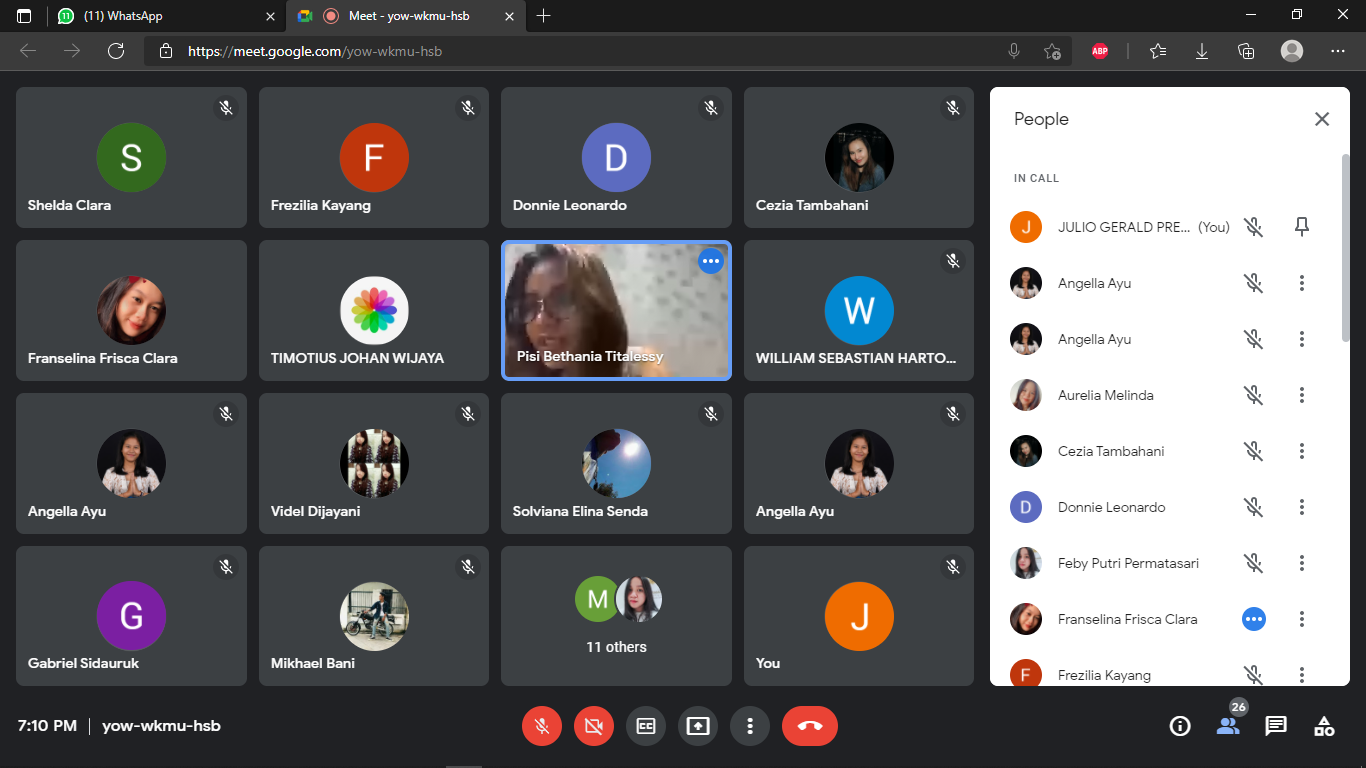 (11) WhatsApp
Meet - yow-wkmu-hsb
https://meet.google.com/yow-wkmu-hsb
ABP
S
Shelda Clara
F
Frezilia Kayang
D
Donnie Leonardo
Cezia Tambahani
Franselina Frisca Clara
TIMOTIUS JOHAN WIJAYA
Pisi Bethania Titalessy
W
WILLIAM SEBASTIAN HARTO...
Angella Ayu
Videl Dijayani
Solviana Elina Senda
Angella Ayu
G
Gabriel Sidauruk
Mikhael Bani
M
11 others
J
You
People
IN CALL
J
JULIO GERALD PRE... (You)
Angella Ayu
Angella Ayu
Aurelia Melinda
Cezia Tambahani
D
Donnie Leonardo
Feby Putri Permatasari
Franselina Frisca Clara
F
Frezilia Kayang
7:10 PM | yow-wkmu-hsb
CC
26